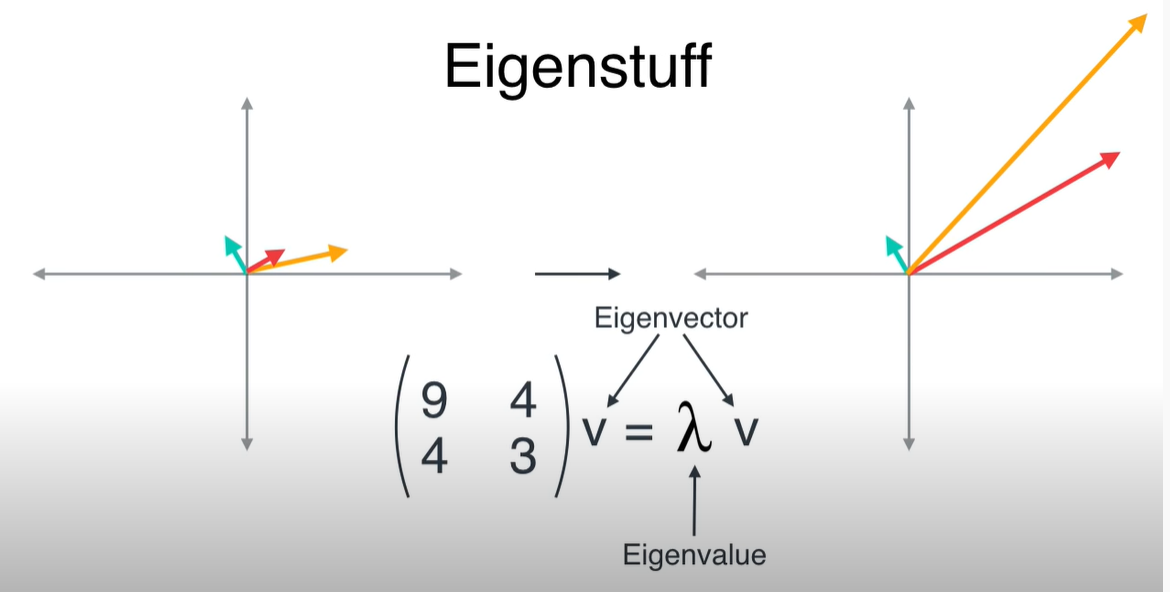 Eigenstuff
Eigenvector
9 4
4 3
v = λ v
Eigenvalue